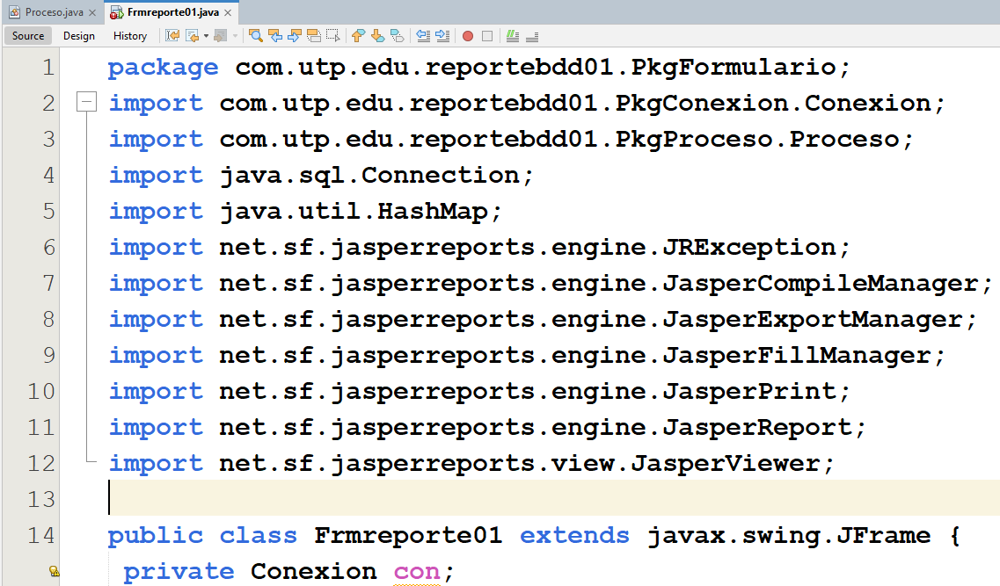 Proceso.java Frmreporte01.java
Source Design History
1 package com.utp.edu.reportebdd01.PkgFormulario;
2 import com.utp.edu.reportebdd01.PkgConexion.Conexion;
3 import com.utp.edu.reportebdd01.PkgProceso.Proceso;
4 import java.sql.Connection;
5 import java.util.HashMap;
6 import net.sf.jasperreports.engine.JRException;
7 import net.sf.jasperreports.engine.JasperCompileManager;
8 import net.sf.jasperreports.engine.JasperExportManager;
9 import net.sf.jasperreports.engine.JasperFillManager;
10 import net.sf.jasperreports.engine.JasperPrint;
11 import net.sf.jasperreports.engine.JasperReport;
12 import net.sf.jasperreports.view.JasperViewer;
13
14 public class Frmreporte01 extends javax.swing.JFrame {
private Conexion con;